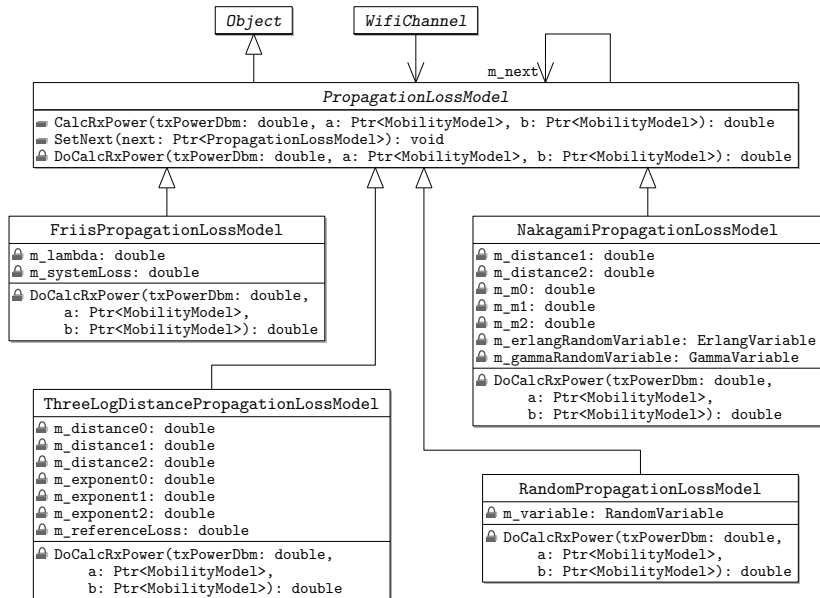 Object
WifiChannel
m_next
PropagationLossModel
CalcRxPower(txPowerDbm: double, a: Ptr<MobilityModel>, b: Ptr<MobilityModel>): double
SetNext(next: Ptr<PropagationLossModel>): void
DoCalcRxPower(txPowerDbm: double, a: Ptr<MobilityModel>, b: Ptr<MobilityModel>): double
FriisPropagationLossModel
m_lambda: double
m_systemLoss: double
DoCalcRxPower(txPowerDbm: double,
a: Ptr<MobilityModel>,
b: Ptr<MobilityModel>): double
NakagamiPropagationLossModel
m_distance1: double
m_distance2: double
m_m0: double
m_m1: double
m_m2: double
m_erlangRandomVariable: ErlangVariable
m_gammaRandomVariable: GammaVariable
DoCalcRxPower(txPowerDbm: double,
a: Ptr<MobilityModel>,
b: Ptr<MobilityModel>): double
ThreeLogDistancePropagationLossModel
m_distance0: double
m_distance1: double
m_distance2: double
m_exponent0: double
m_exponent1: double
m_exponent2: double
m_referenceLoss: double
DoCalcRxPower(txPowerDbm: double,
a: Ptr<MobilityModel>,
b: Ptr<MobilityModel>): double
RandomPropagationLossModel
m_variable: RandomVariable
DoCalcRxPower(txPowerDbm: double,
a: Ptr<MobilityModel>,
b: Ptr<MobilityModel>): double